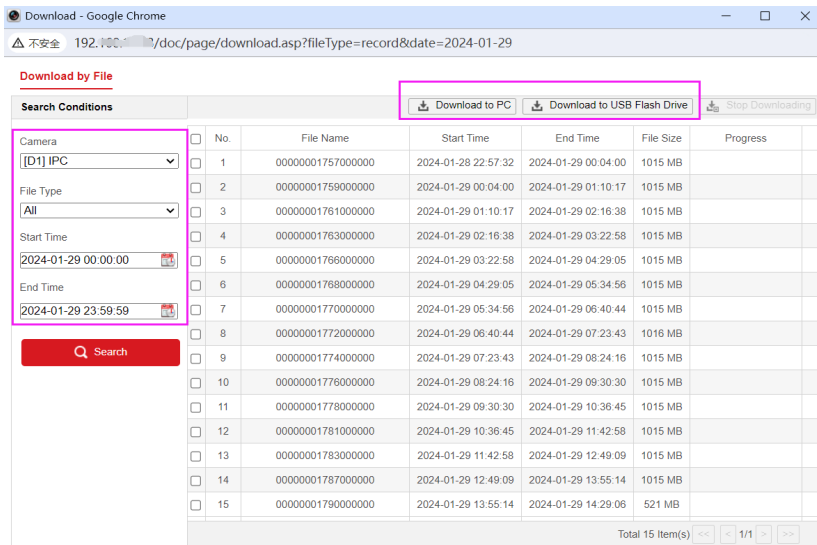 Download - Google Chrome
不安全 192. /doc/page/download.asp?fileType=record&date=2024-01-29
Download by File
Search Conditions
Download to PC Download to USB Flash Drive Stop Downloading
Camera
[D1] IPC
File Type
All
Start Time
2024-01-29 00:00:00
End Time
2024-01-29 23:59:59
Search
No. File Name Start Time End Time File Size Progress
1 00000001757000000 2024-01-28 22:57:32 2024-01-29 00:04:00 1015 MB
2 00000001759000000 2024-01-29 00:04:00 2024-01-29 01:10:17 1015 MB
3 00000001761000000 2024-01-29 01:10:17 2024-01-29 02:16:38 1015 MB
4 00000001763000000 2024-01-29 02:16:38 2024-01-29 03:22:58 1015 MB
5 00000001766000000 2024-01-29 03:22:58 2024-01-29 04:29:05 1015 MB
6 00000001768000000 2024-01-29 04:29:05 2024-01-29 05:34:56 1015 MB
7 00000001770000000 2024-01-29 05:34:56 2024-01-29 06:40:44 1015 MB
8 00000001772000000 2024-01-29 06:40:44 2024-01-29 07:23:43 1016 MB
9 00000001774000000 2024-01-29 07:23:43 2024-01-29 08:24:16 1015 MB
10 00000001776000000 2024-01-29 08:24:16 2024-01-29 09:30:30 1015 MB
11 00000001778000000 2024-01-29 09:30:30 2024-01-29 10:36:45 1015 MB
12 00000001781000000 2024-01-29 10:36:45 2024-01-29 11:42:58 1015 MB
13 00000001783000000 2024-01-29 11:42:58 2024-01-29 12:49:09 1015 MB
14 00000001787000000 2024-01-29 12:49:09 2024-01-29 13:55:14 1015 MB
15 00000001790000000 2024-01-29 13:55:14 2024-01-29 14:29:06 521 MB
Total 15 Item(s) << < 1/1 > >>